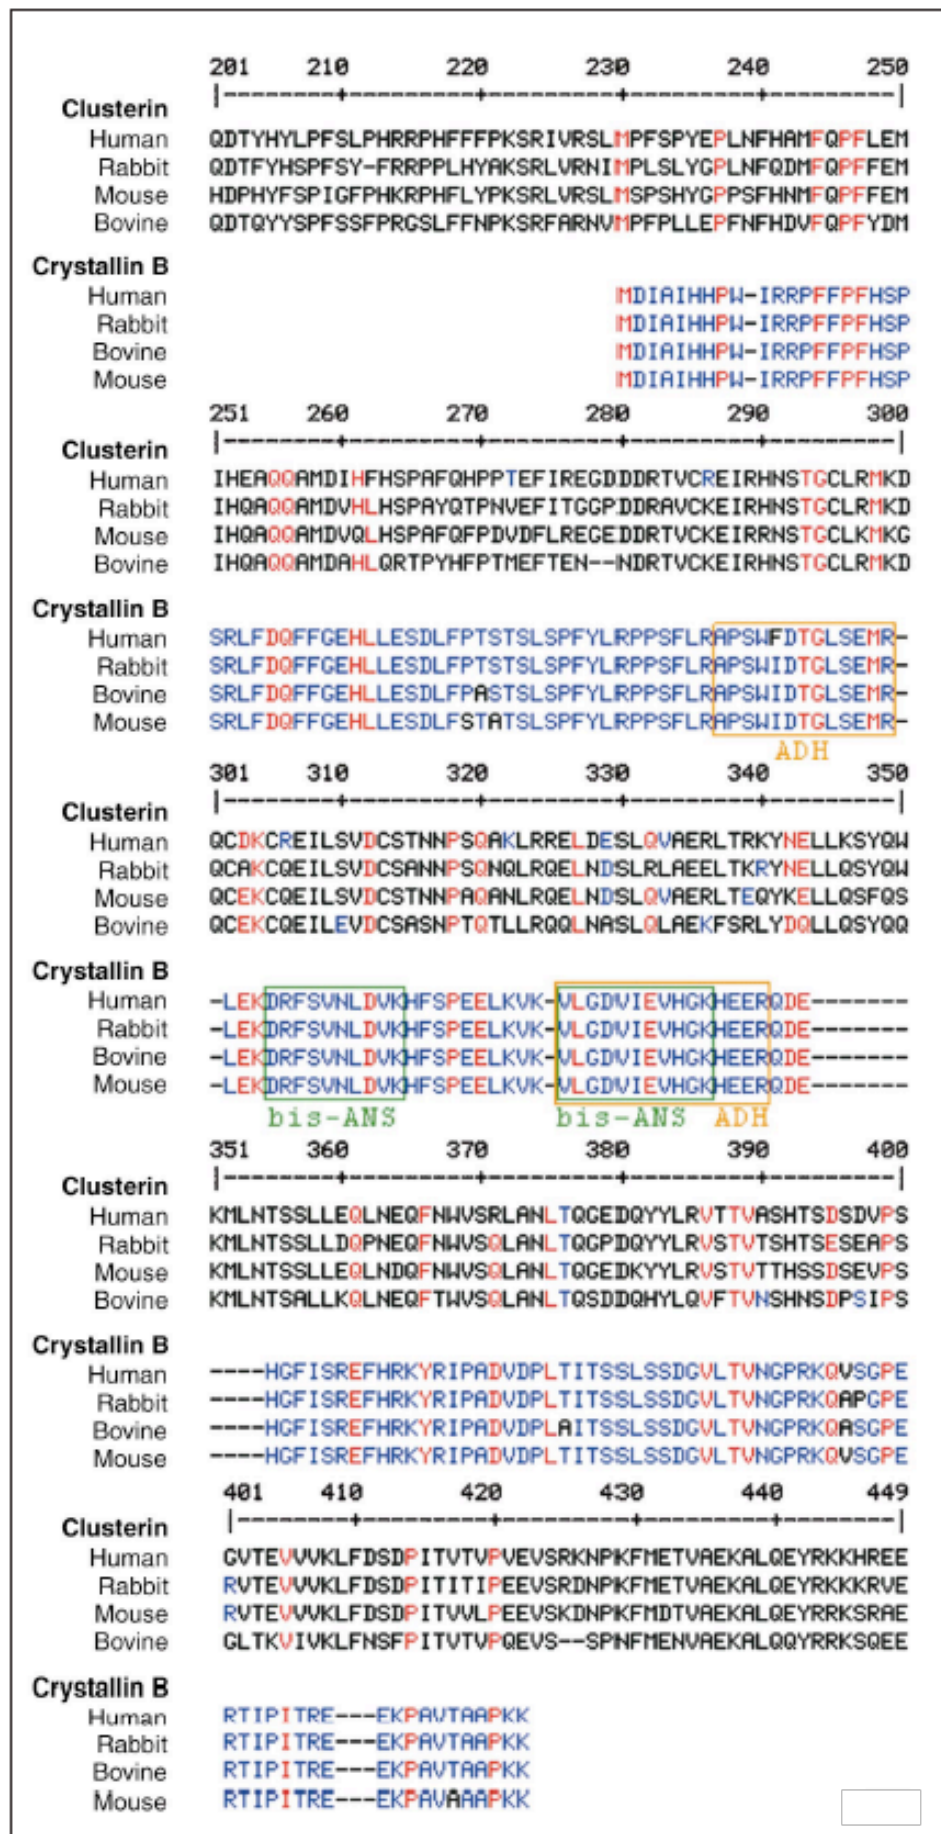 201 210 220 230 240 250
|--------+---------+---------+---------+---------|
Clusterin
Human QDTYHYLPFSLPHRRPHFFFPKSRIVRSLMPFSPYEPLNFHAMFQPFLEM
Rabbit QDTFYHSPFSY-FRRPPLHYAKSRLVRNIMPLSLYGPLNFQDMFQPFFEM
Mouse HDPHYFSPIGFPHKRPHFLYPKSRLVRSLMSPSHYGPPSFHNMFQPFFEM
Bovine QDTQYYSPFSSFPRGSLFFNPKSRFARNVMPFPLLEPFNFHDVFQPFYDM
Crystallin B
Human MDIAIHHPW-IRRPFFPFHSP
Rabbit MDIAIHHPW-IRRPFFPFHSP
Bovine MDIAIHHPW-IRRPFFPFHSP
Mouse MDIAIHHPW-IRRPFFPFHSP
251 260 270 280 290 300
|--------+---------+---------+---------+---------|
Clusterin
Human IHEAQQAMDIHFHSPAFQHPPTEFIREGDDDRTVCREIRHNSTGCLRMKD
Rabbit IHQAQQAMDVHLHSPAYQTPNVEFITGGPDDRAVCKEIRHNSTGCLRMKD
Mouse IHQAQQAMDVQLHSPAFQFPDVDFLREGEDDRTVCKEIRRNSTGCLKMKG
Bovine IHQAQQAMDAHLQRTPYHFPTMEFTEN--NDRTVCKEIRHNSTGCLRMKD
Crystallin B
Human SRLFDQFFGEHLLESDLFPTSTSLSPFYLRPPSFLRAPSWFDTGLSEMR-
Rabbit SRLFDQFFGEHLLESDLFPTSTSLSPFYLRPPSFLRAPSWIDTGLSEMR-
Bovine SRLFDQFFGEHLLESDLFPASTSLSPFYLRPPSFLRAPSWIDTGLSEMR-
Mouse SRLFDQFFGEHLLESDLFSTATSLSPFYLRPPSFLRAPSWIDTGLSEMR-
ADH
301 310 320 330 340 350
|--------+---------+---------+---------+---------|
Clusterin
Human QCDKCREILSVDCSTNNPSQAKLRRELDESLQVAERLTRKYNELLKSYQW
Rabbit QCAKCQEILSVDCSANNPSQNQLRQELNDSLRLAEELTKRYNELLQSYQW
Mouse QCEKCQEILSVDCSTNNPAQANLRQELNDSLQVAERLTEQYKELLQSFQS
Bovine QCEKCQEILEVDCSASNPTQTLLRQQLNASLQLAEKFSRLYDQLLQSYQQ
Crystallin B
Human -LEKDRFSVNLDVKHFSPEELKVK-VLGDVIEVHGKHEERQDE-------
Rabbit -LEKDRFSVNLDVKHFSPEELKVK-VLGDVIEVHGKHEERQDE-------
Bovine -LEKDRFSVNLDVKHFSPEELKVK-VLGDVIEVHGKHEERQDE-------
Mouse -LEKDRFSVNLDVKHFSPEELKVK-VLGDVIEVHGKHEERQDE-------
bis-ANS bis-ANS ADH
351 360 370 380 390 400
|--------+---------+---------+---------+---------|
Clusterin
Human KMLNTSSLLEQLNEQFNWVSRLANLTQGEDQYYLRVTTVASHTSDSDVPS
Rabbit KMLNTSSLLDQPNEQFNWVSQLANLTQGPDQYYLRVSTVTSHTSESEAPS
Mouse KMLNTSSLLEQLNDQFNWVSQLANLTQGEDKYYLRVSTVTTHSSDSEVPS
Bovine KMLNTSALLKQLNEQFTWVSQLANLTQSDDQHYLQVFTVNSHNSDPSIPS
Crystallin B
Human ----HGFISREFHRKYRIPADVDPLTITSSLSSDGVLTVNGPRKQVSGPE
Rabbit ----HGFISREFHRKYRIPADVDPLTITSSLSSDGVLTVNGPRKQAPGPE
Bovine ----HGFISREFHRKYRIPADVDPLAITSSLSSDGVLTVNGPRKQASGPE
Mouse ----HGFISREFHRKYRIPADVDPLTITSSLSSDGVLTVNGPRKQVSGPE
401 410 420 430 440 449
|--------+---------+---------+---------+--------|
Clusterin
Human GVTEVVVKLFDSDPITVTVPVEVSRKNPKFMETVAEKALQEYRKKHREE
Rabbit RVTEVVVKLFDSDPITITIPEEVSRDNPKFMETVAEKALQEYRKKKRVE
Mouse RVTEVVVKLFDSDPITVVLPEEVSKDNPKFMDTVAEKALQEYRRKSRAE
Bovine GLTKVIVKLFNSFPITVTVPQEVS--SPNFMENVAEKALQQYRRKSQEE
Crystallin B
Human RTIPITRE---EKPAVTAAPKK
Rabbit RTIPITRE---EKPAVTAAPKK
Bovine RTIPITRE---EKPAVTAAPKK
Mouse RTIPITRE---EKPAVAAAPKK